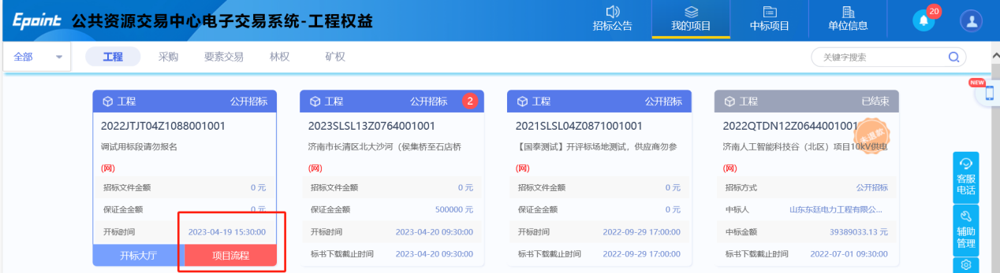 Epoint 公共资源交易中心电子交易系统-工程权益
招标公告
我的项目
中标项目
单位信息
20
全部
工程
采购
要素交易
林权
矿权
关键字搜索
NEW
工程 公开招标
2022JTJT04Z1088001001
调试用标段请勿报名
(网)
招标文件金额 0 元
保证金金额 0 元
开标时间 2023-04-19 15:30:00
开标大厅 项目流程
工程 公开招标 2
2023SLSL13Z0764001001
济南市长清区北大沙河（侯集桥至石店桥
(网)
招标文件金额 0 元
保证金金额 500000 元
开标时间 2023-04-20 09:30:00
标书下载截止时间 2023-04-20 09:30:00
工程 公开招标
2021SLSL04Z0871001001
【国泰测试】开评标场地测试，供应商勿参
(网)
招标文件金额 0 元
保证金金额 0 元
开标时间 2022-09-29 17:00:00
标书下载截止时间 2022-09-29 17:00:00
工程 已结束
2022QTDN12Z0644001001
未退款
济南人工智能科技谷（北区）项目10kV供电
(网)
招标方式 公开招标
中标人 山东东廷电力工程有限公...
中标金额 39389033.13 元
标书下载截止时间 2022-07-01 09:30:00
客服
电话
辅助
管理